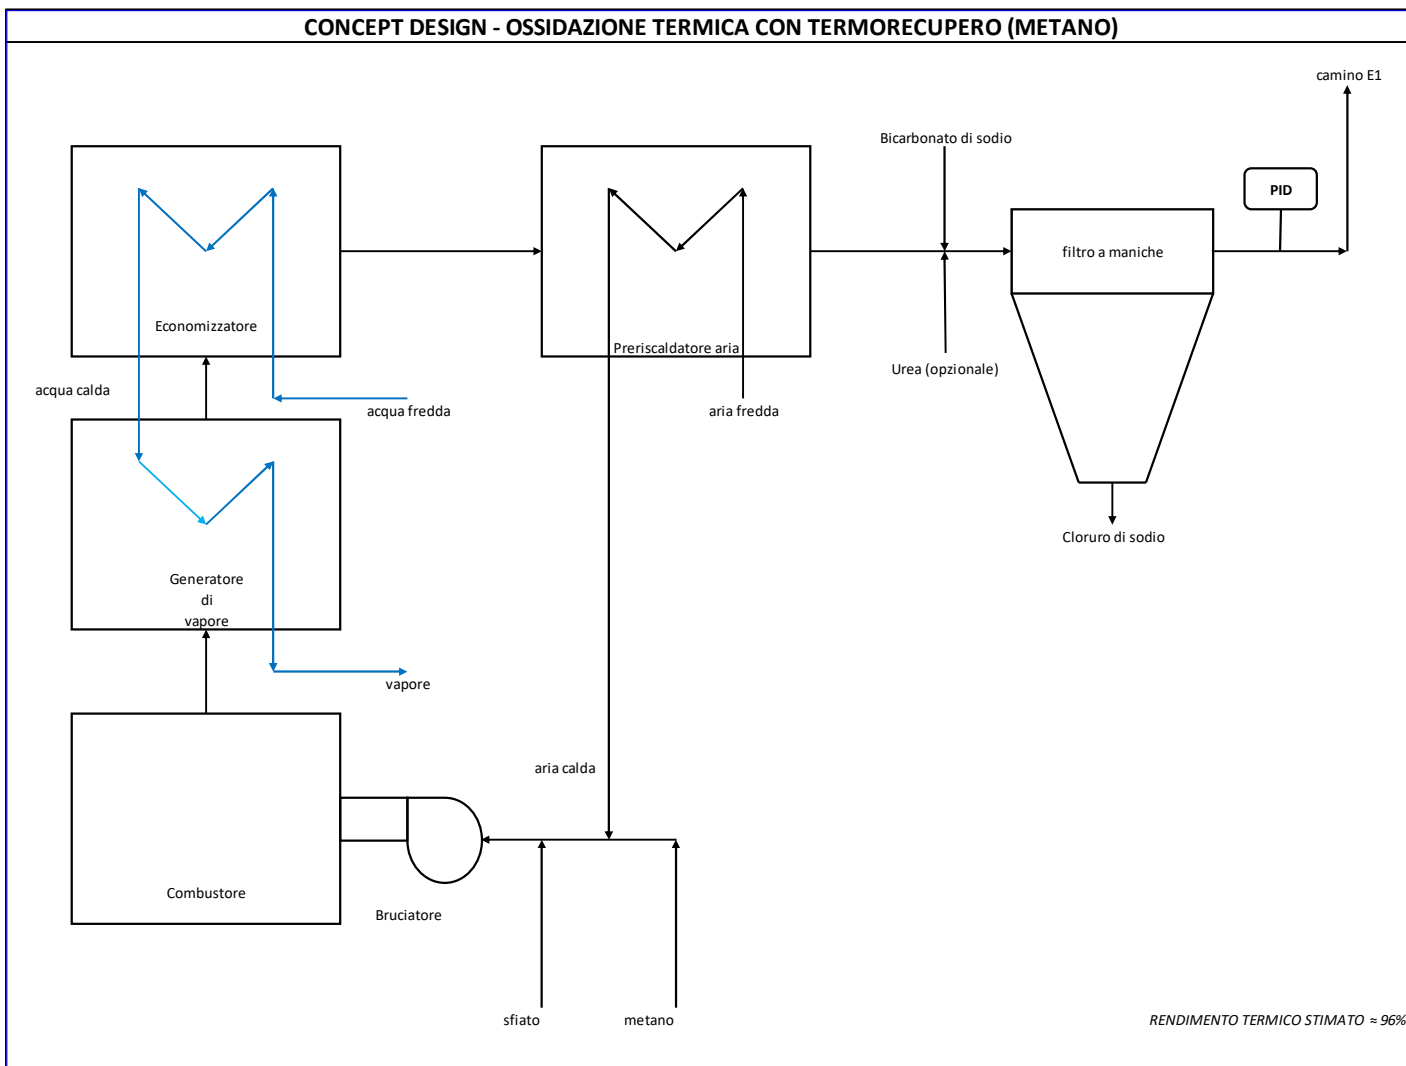 CONCEPT DESIGN - OSSIDAZIONE TERMICA CON TERMORECUPERO (METANO)
camino E1
Bicarbonato di sodio
PID
filtro a maniche
Economizzatore
Preriscaldatore aria
Urea (opzionale)
acqua calda
acqua fredda
aria fredda
Cloruro di sodio
Generatore
di
vapore
vapore
aria calda
Combustore
Bruciatore
sfiato
metano
RENDIMENTO TERMICO STIMATO ≈ 96%